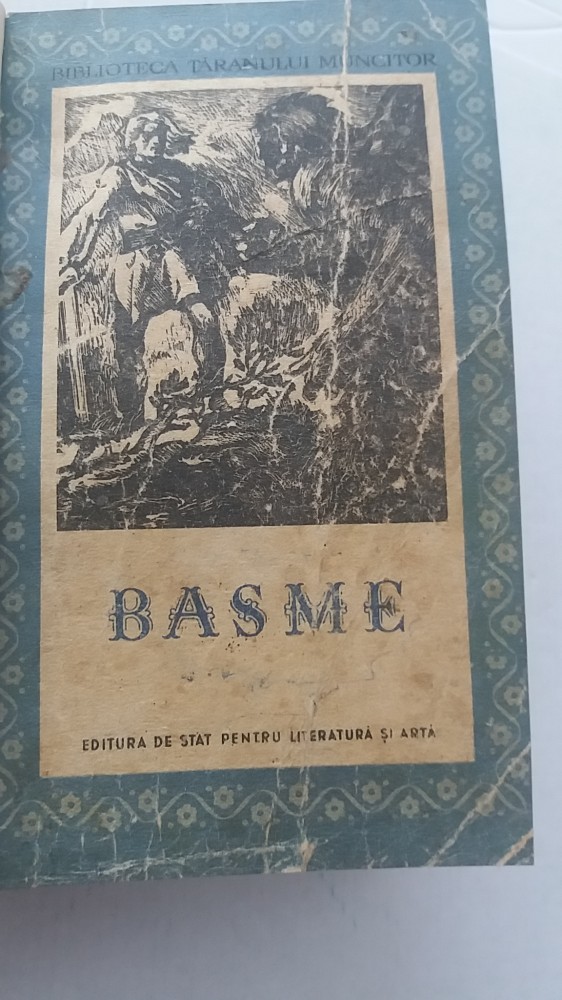 BIBLIOTECA ȚĂRANULUI MUNCITOR
BASME
EDITURA DE STAT PENTRU LITERATURĂ ȘI ARTĂ